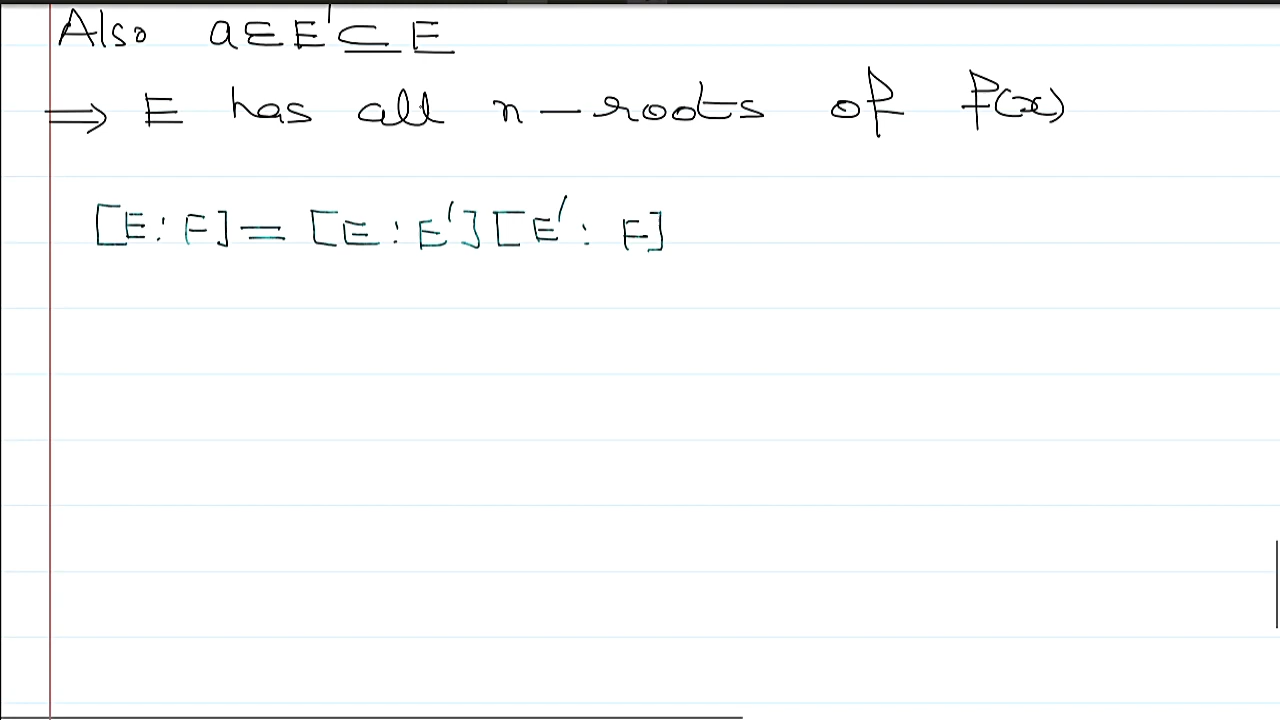 Also a ∈ E' ⊆ E
⟹ E has all n-roots of f(x)
[E : F] = [E : E'] [E' : F]